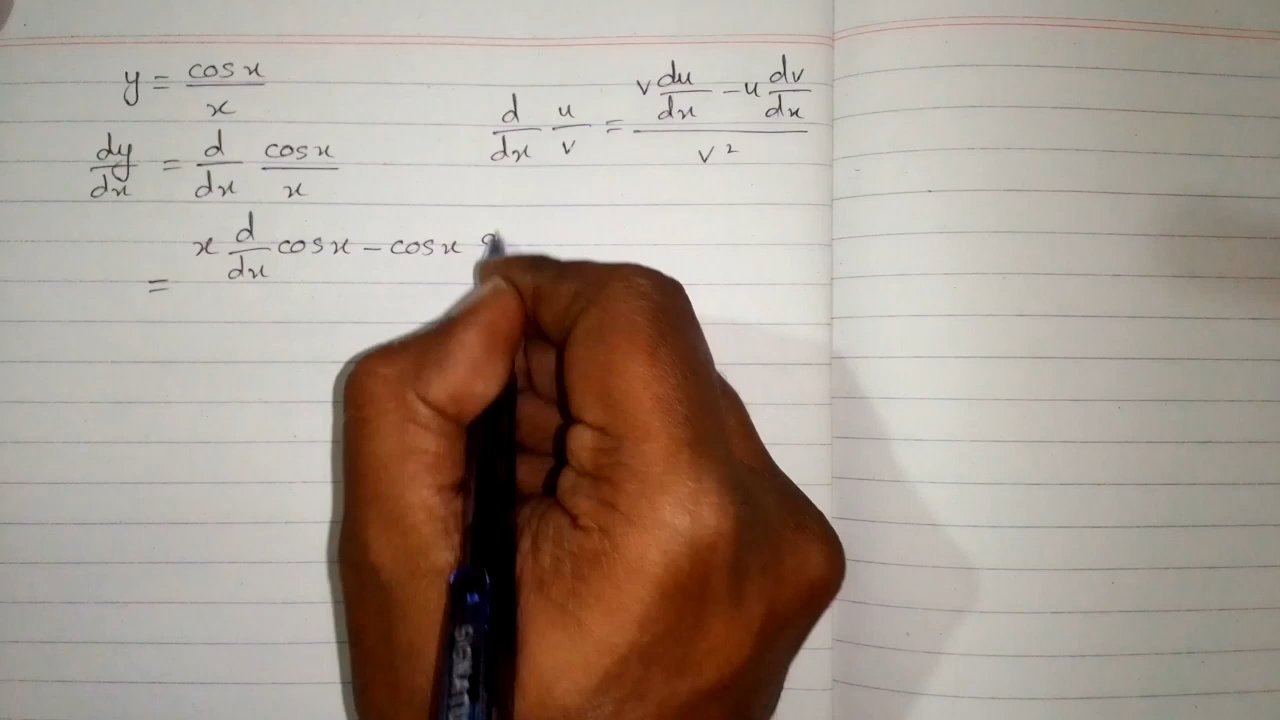 y = cos x / x
d/dx u/v = (v du/dx - u dv/dx) / v²
dy/dx = d/dx cos x / x
= x d/dx cos x - cos x